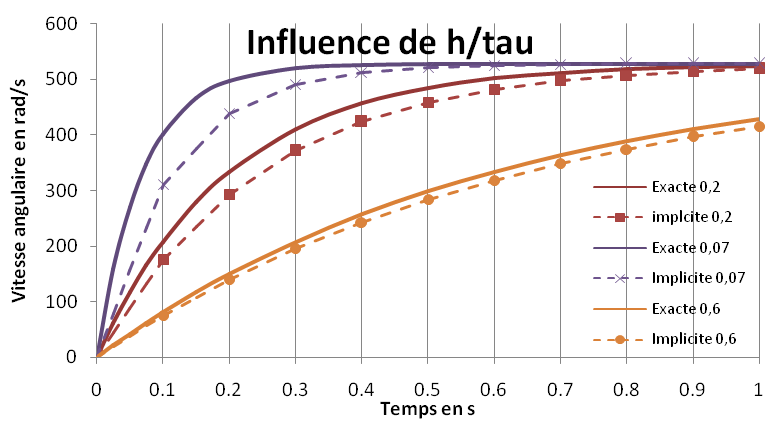 Influence de h/tau
Vitesse angulaire en rad/s
600
500
400
300
200
100
0
0 0.1 0.2 0.3 0.4 0.5 0.6 0.7 0.8 0.9 1
Temps en s
Exacte 0,2
implcite 0,2
Exacte 0,07
Implicite 0,07
Exacte 0,6
Implicite 0,6